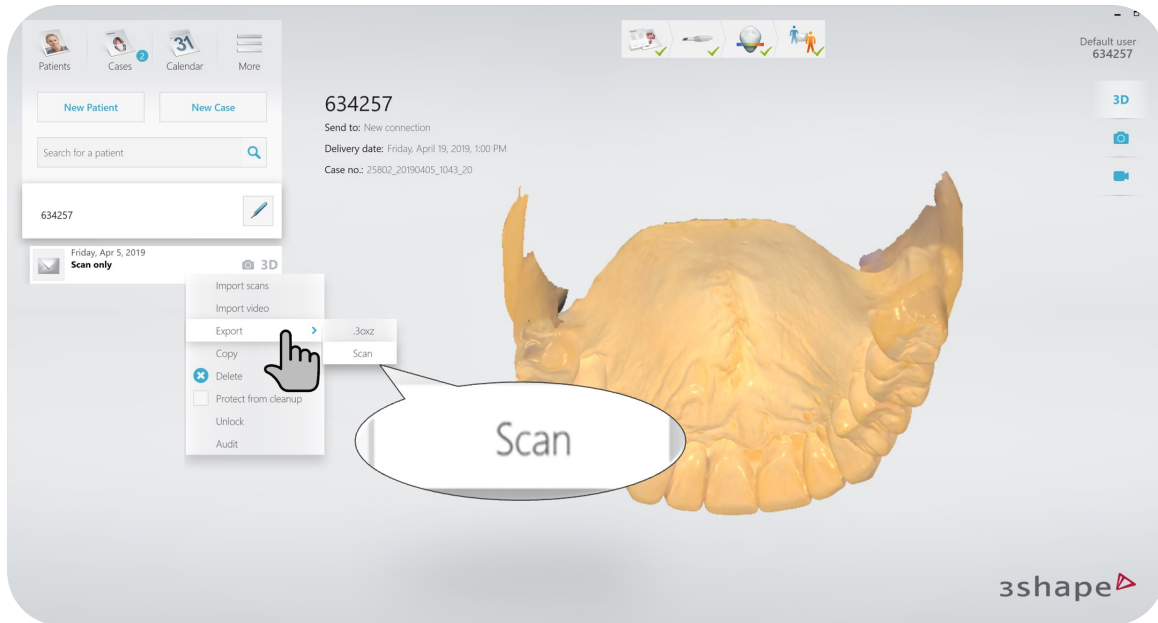 Patients
Cases
2
31
Calendar
More
Default user
634257
New Patient
New Case
Search for a patient
634257
Send to: New connection
Delivery date: Friday, April 19, 2019, 1:00 PM
Case no.: 25802_20190405_1043_20
3D
634257
Friday, Apr 5, 2019
Scan only
3D
Import scans
Import video
Export
.3oxz
Copy
Scan
Delete
Protect from cleanup
Unlock
Audit
Scan
3shape